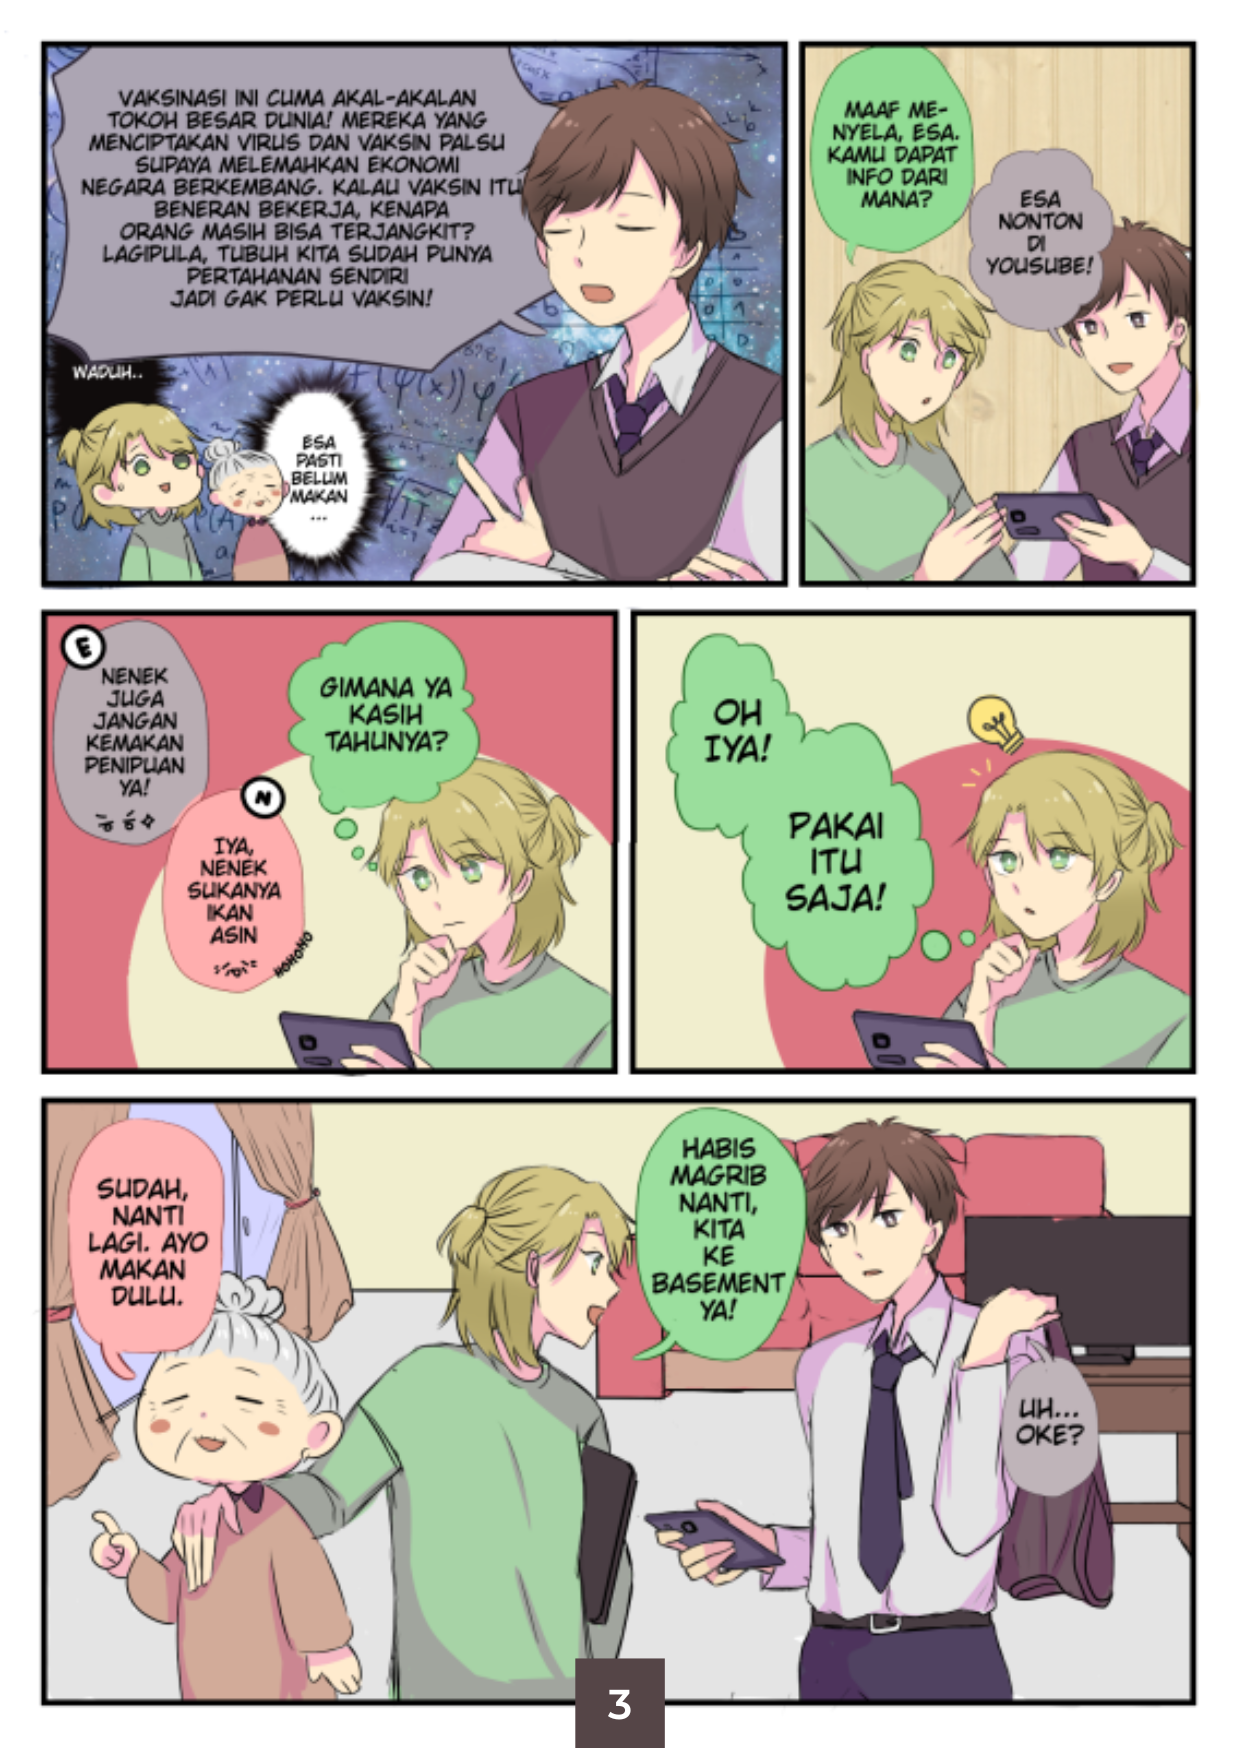 VAKSINASI INI CUMA AKAL-AKALAN
TOKOH BESAR DUNIA! MEREKA YANG
MENCIPTAKAN VIRUS DAN VAKSIN PALSU
SUPAYA MELEMAHKAN EKONOMI
NEGARA BERKEMBANG. KALAU VAKSIN ITU
BENERAN BEKERJA, KENAPA
ORANG MASIH BISA TERJANGKIT?
LAGIPULA, TUBUH KITA SUDAH PUNYA
PERTAHANAN SENDIRI
JADI GAK PERLU VAKSIN!
WADUH..
ESA
PASTI
BELUM
MAKAN
...
MAAF ME-
NYELA, ESA.
KAMU DAPAT
INFO DARI
MANA?
ESA
NONTON
DI
YOUSUBE!
E
NENEK
JUGA
JANGAN
KEMAKAN
PENIPUAN
YA!
N
IYA,
NENEK
SUKANYA
IKAN
ASIN
HOHOHO
GIMANA YA
KASIH
TAHUNYA?
OH
IYA!
PAKAI
ITU
SAJA!
SUDAH,
NANTI
LAGI. AYO
MAKAN
DULU.
HABIS
MAGRIB
NANTI,
KITA
KE
BASEMENT
YA!
UH...
OKE?
3